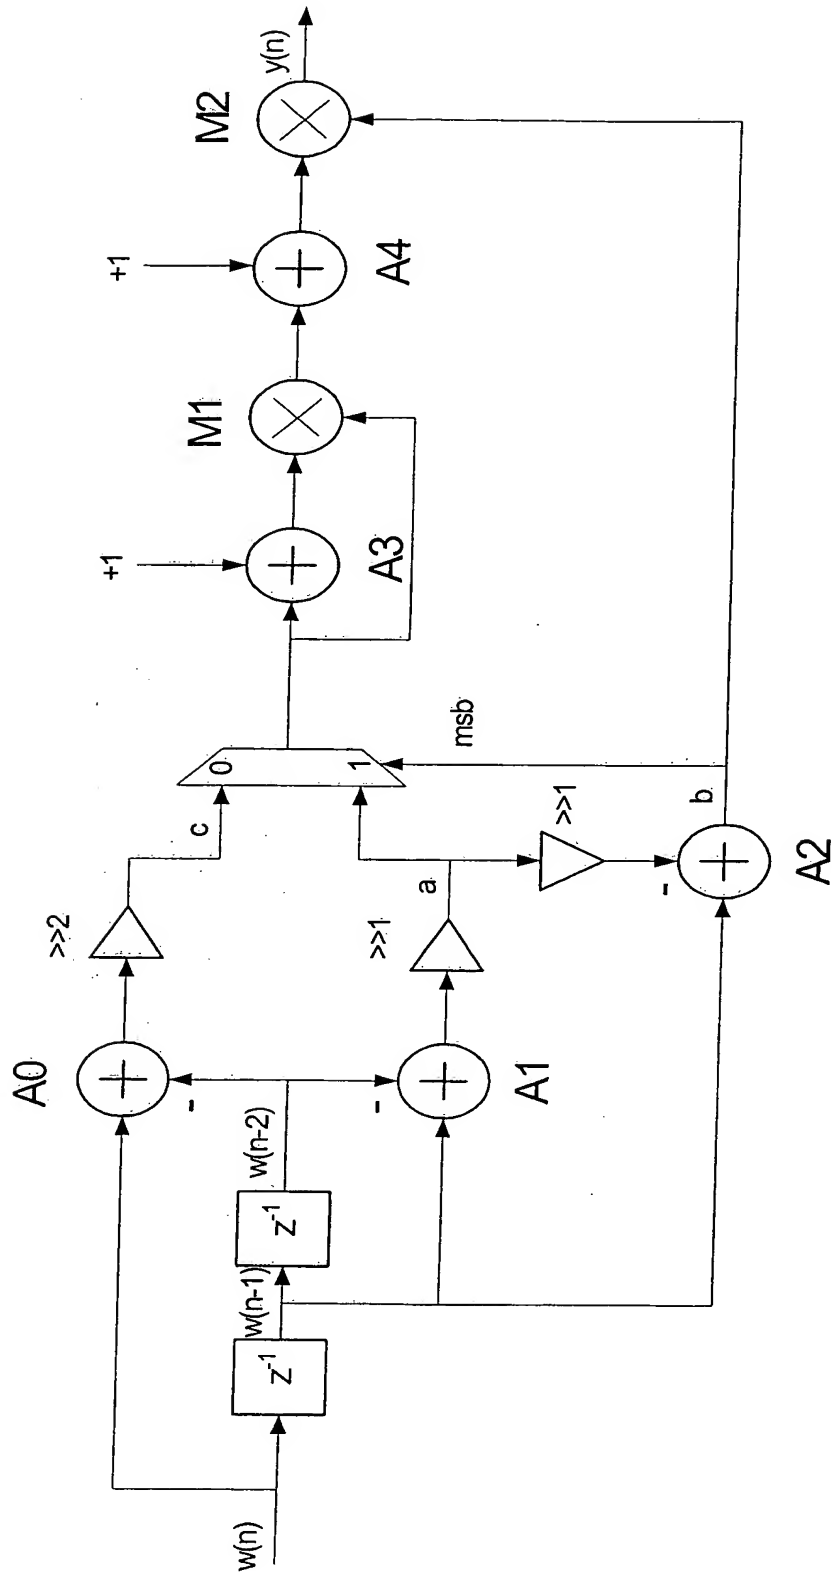 w(n)
z⁻¹
w(n-1)
z⁻¹
w(n-2)
A0
-
>>2
c
-
A1
>>1
a
>>1
-
A2
b
msb
0
1
+1
A3
M1
+1
A4
M2
y(n)